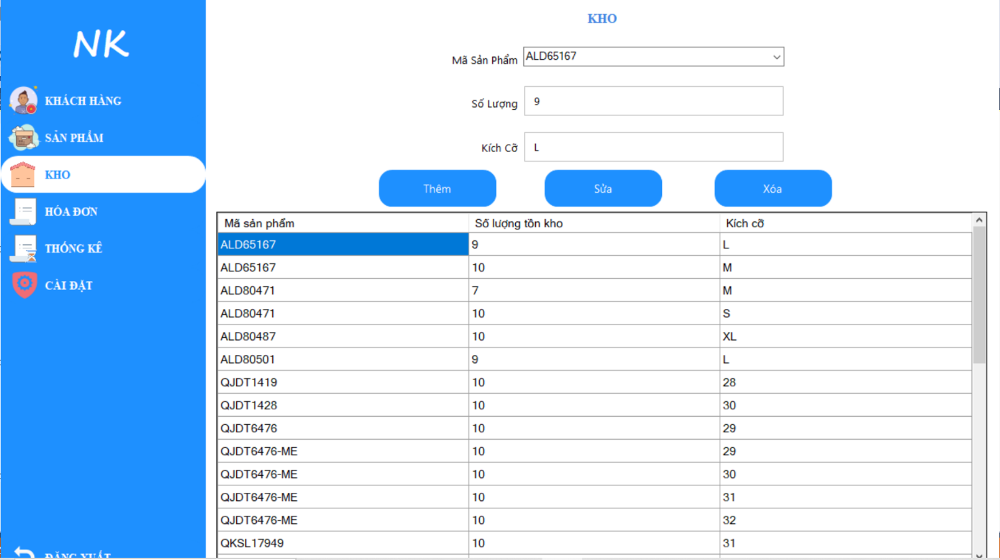 NK
KHÁCH HÀNG
SẢN PHẨM
KHO
HÓA ĐƠN
THỐNG KÊ
CÀI ĐẶT
ĐĂNG XUẤT
KHO
Mã Sản Phẩm ALD65167
Số Lượng 9
Kích Cỡ L
Thêm Sửa Xóa
Mã sản phẩm Số lượng tồn kho Kích cỡ
ALD65167 9 L
ALD65167 10 M
ALD80471 7 M
ALD80471 10 S
ALD80487 10 XL
ALD80501 9 L
QJDT1419 10 28
QJDT1428 10 30
QJDT6476 10 29
QJDT6476-ME 10 29
QJDT6476-ME 10 30
QJDT6476-ME 10 31
QJDT6476-ME 10 32
QKSL17949 10 31